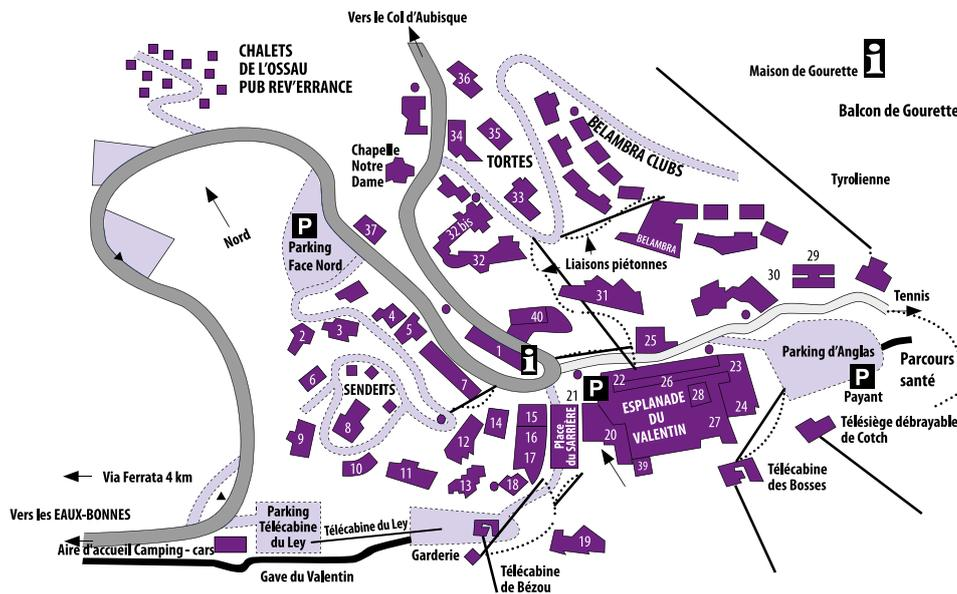 Vers le Col d'Aubisque
CHALETS
DE L'OSSAU
PUB REV'ERRANCE
Maison de Gourette i
Balcon de Gourette
Tyrolienne
36
34
35
TORTES
BELAMBRA CLUBS
Chapelle
Notre
Dame
33
32 bis
32
BELAMBRA
Liaisons piétonnes
Nord
P
Parking
Face Nord
37
29
30
31
Tennis
2
3
4
5
40
1
i
7
25
Parking d'Anglas
P
Payant
Parcours
santé
6
SENDEITS
8
9
10
11
12
14
13
15
16
17
18
21
Place
du SARRIÈRE
P
22
23
26
28
ESPLANADE
DU
VALENTIN
24
27
20
39
19
Télésiège débrayable
de Cotch
Télécabine
des Bosses
Via Ferrata 4 km
Vers les EAUX-BONNES
Parking
Télécabine
du Ley
Télécabine du Ley
Aire d'accueil Camping - cars
Garderie
Gave du Valentin
Télécabine
de Bézou